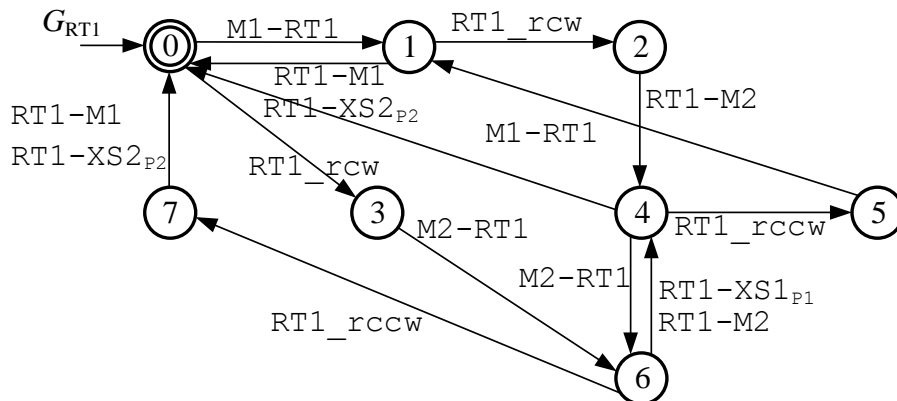 G_RT1
0
M1-RT1
1
RT1_rcw
2
RT1-M1
RT1-XS2_P2
RT1-M2
M1-RT1
RT1-M1
RT1-XS2_P2
RT1_rcw
7
3
M2-RT1
4
RT1_rccw
5
M2-RT1
RT1-XS1_P1
RT1-M2
RT1_rccw
6